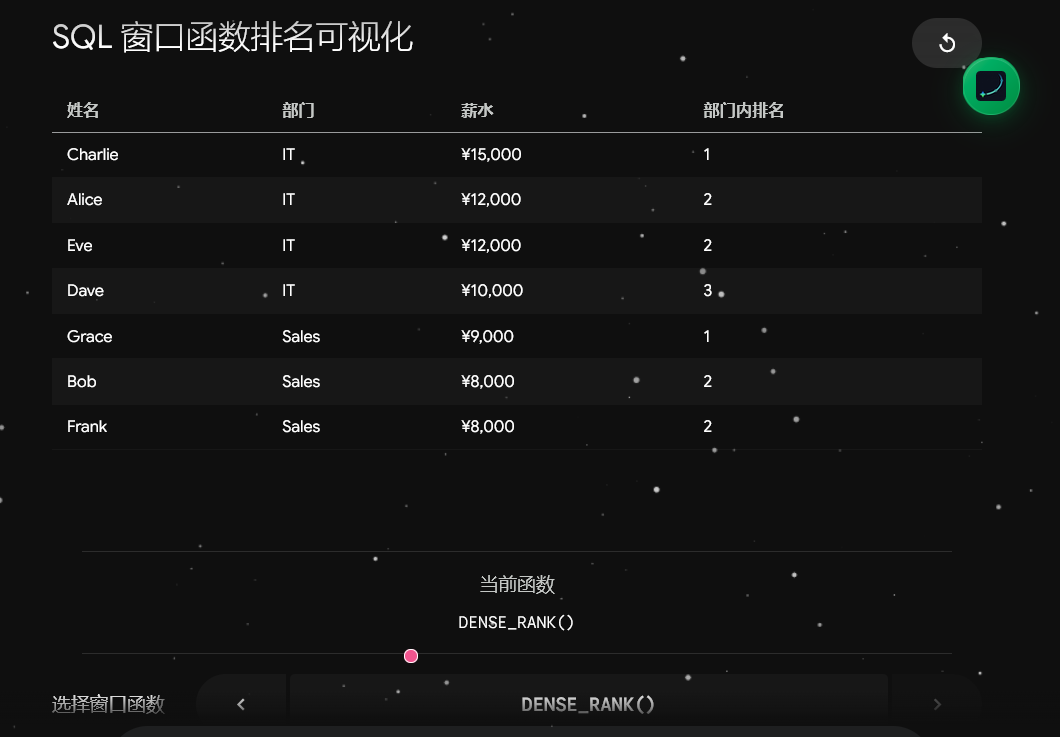 SQL 窗口函数排名可视化
姓名 部门 薪水 部门内排名
Charlie IT ¥15,000 1
Alice IT ¥12,000 2
Eve IT ¥12,000 2
Dave IT ¥10,000 3
Grace Sales ¥9,000 1
Bob Sales ¥8,000 2
Frank Sales ¥8,000 2
当前函数
DENSE_RANK()
选择窗口函数 DENSE_RANK()